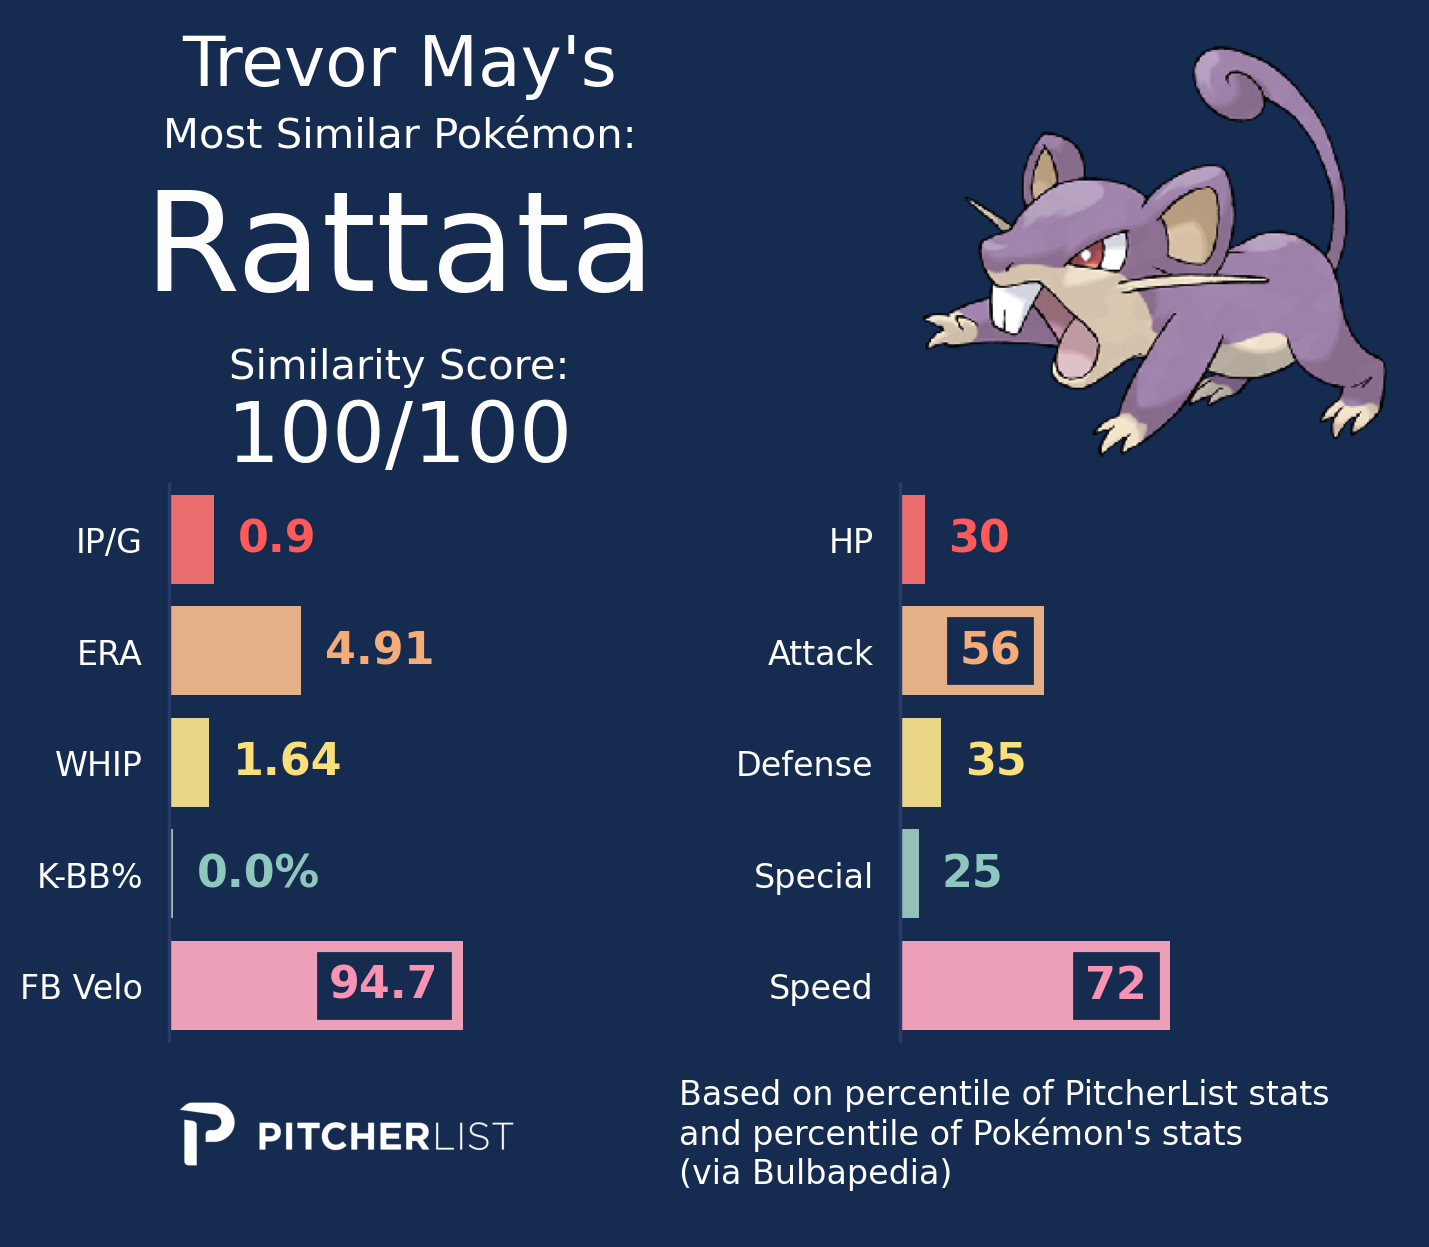 Trevor May's
Most Similar Pokémon:
Rattata
Similarity Score:
100/100
IP/G 0.9
ERA 4.91
WHIP 1.64
K-BB% 0.0%
FB Velo 94.7
HP 30
Attack 56
Defense 35
Special 25
Speed 72
PITCHERLIST
Based on percentile of PitcherList stats
and percentile of Pokémon's stats
(via Bulbapedia)